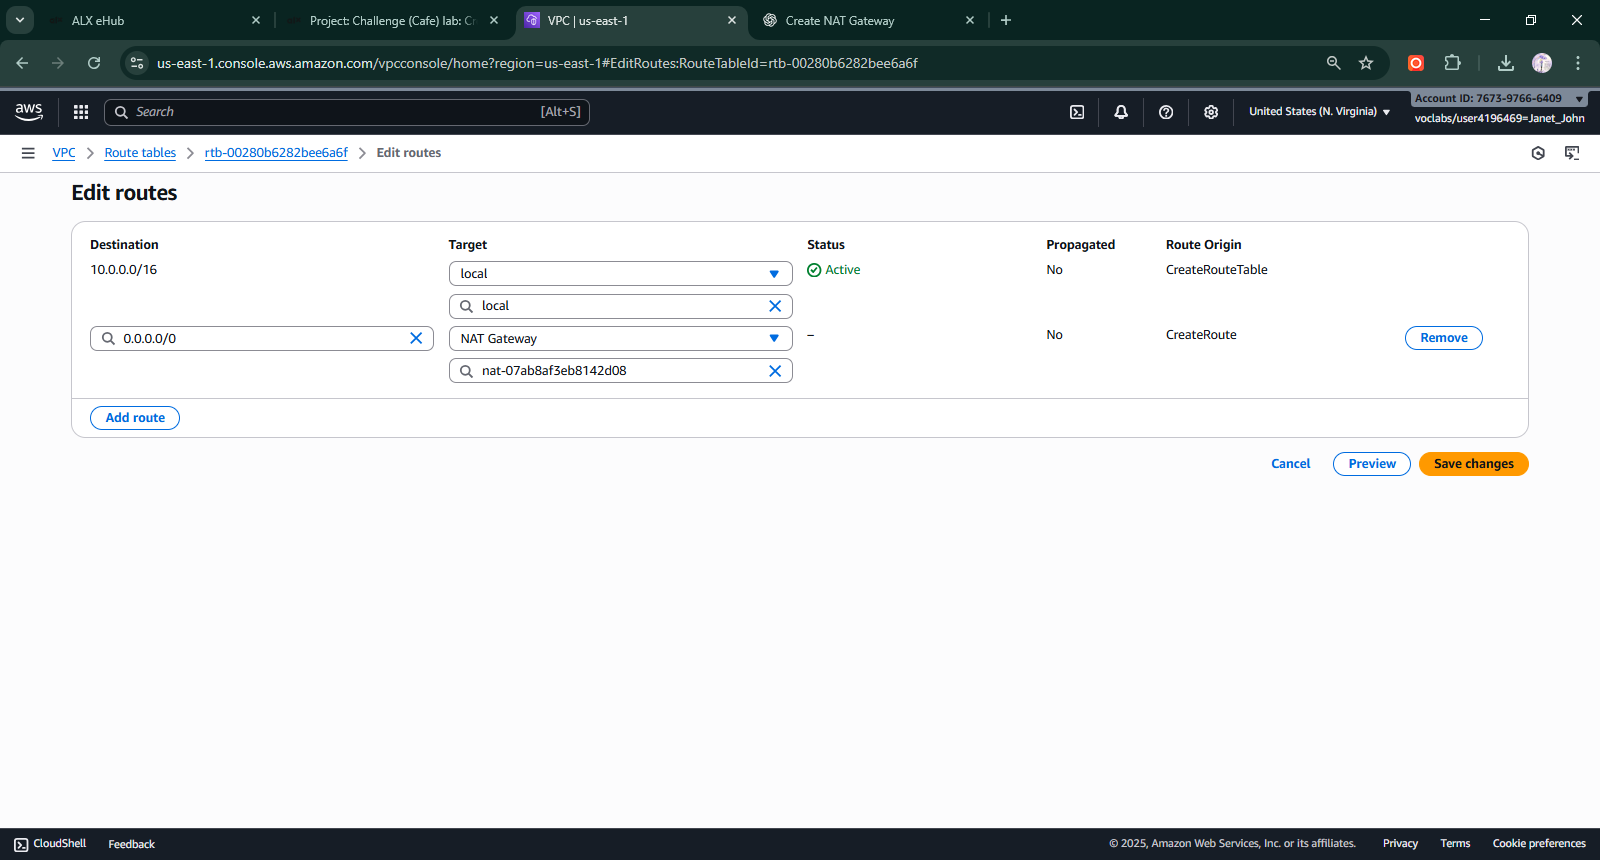 ALX eHub
Project: Challenge (Cafe) lab: Cr
VPC | us-east-1
Create NAT Gateway
us-east-1.console.aws.amazon.com/vpcconsole/home?region=us-east-1#EditRoutes:RouteTableId=rtb-00280b6282bee6a6f
aws
Search
[Alt+S]
United States (N. Virginia)
Account ID: 7673-9766-6409
voclabs/user4196469=Janet_John
VPC
Route tables
rtb-00280b6282bee6a6f
Edit routes
Edit routes
Destination Target Status Propagated Route Origin
10.0.0.0/16 local Active No CreateRouteTable
local
0.0.0.0/0 NAT Gateway – No CreateRoute Remove
nat-07ab8af3eb8142d08
Add route
Cancel Preview Save changes
CloudShell Feedback © 2025, Amazon Web Services, Inc. or its affiliates. Privacy Terms Cookie preferences